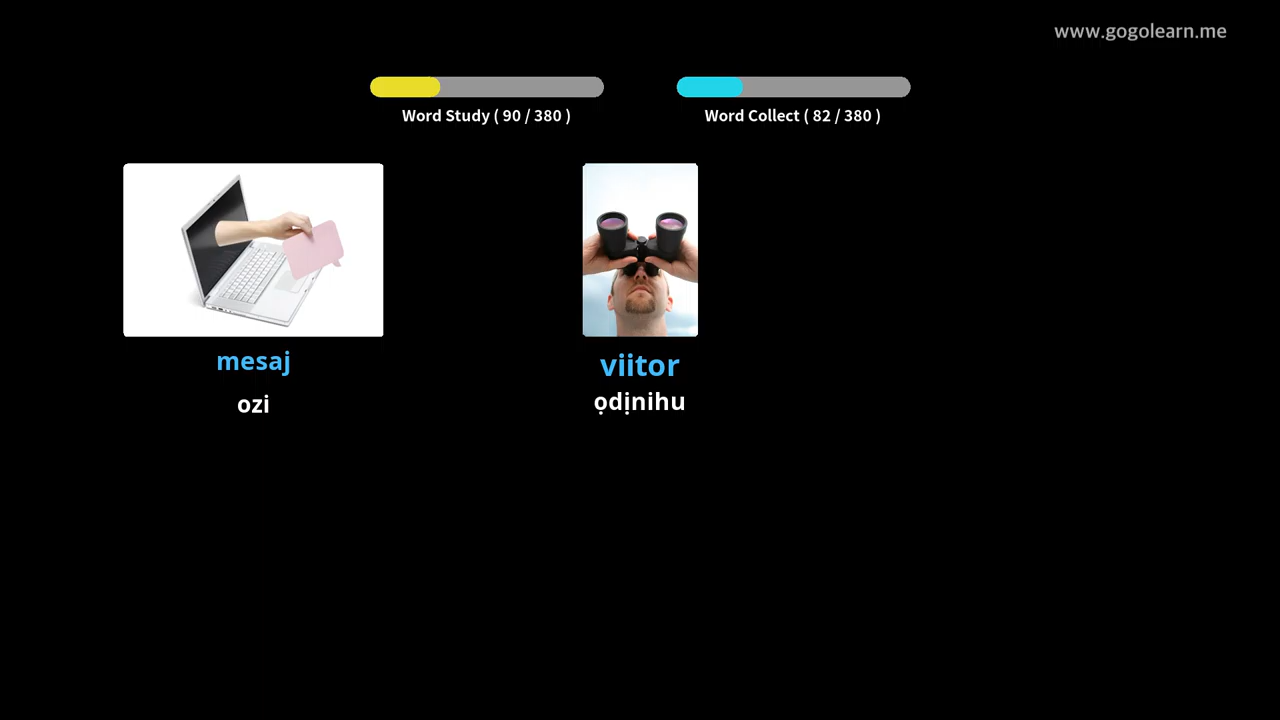 www.gogolearn.me
Word Study ( 90 / 380 )
Word Collect ( 82 / 380 )
mesaj
ozi
viitor
ọdịnihu